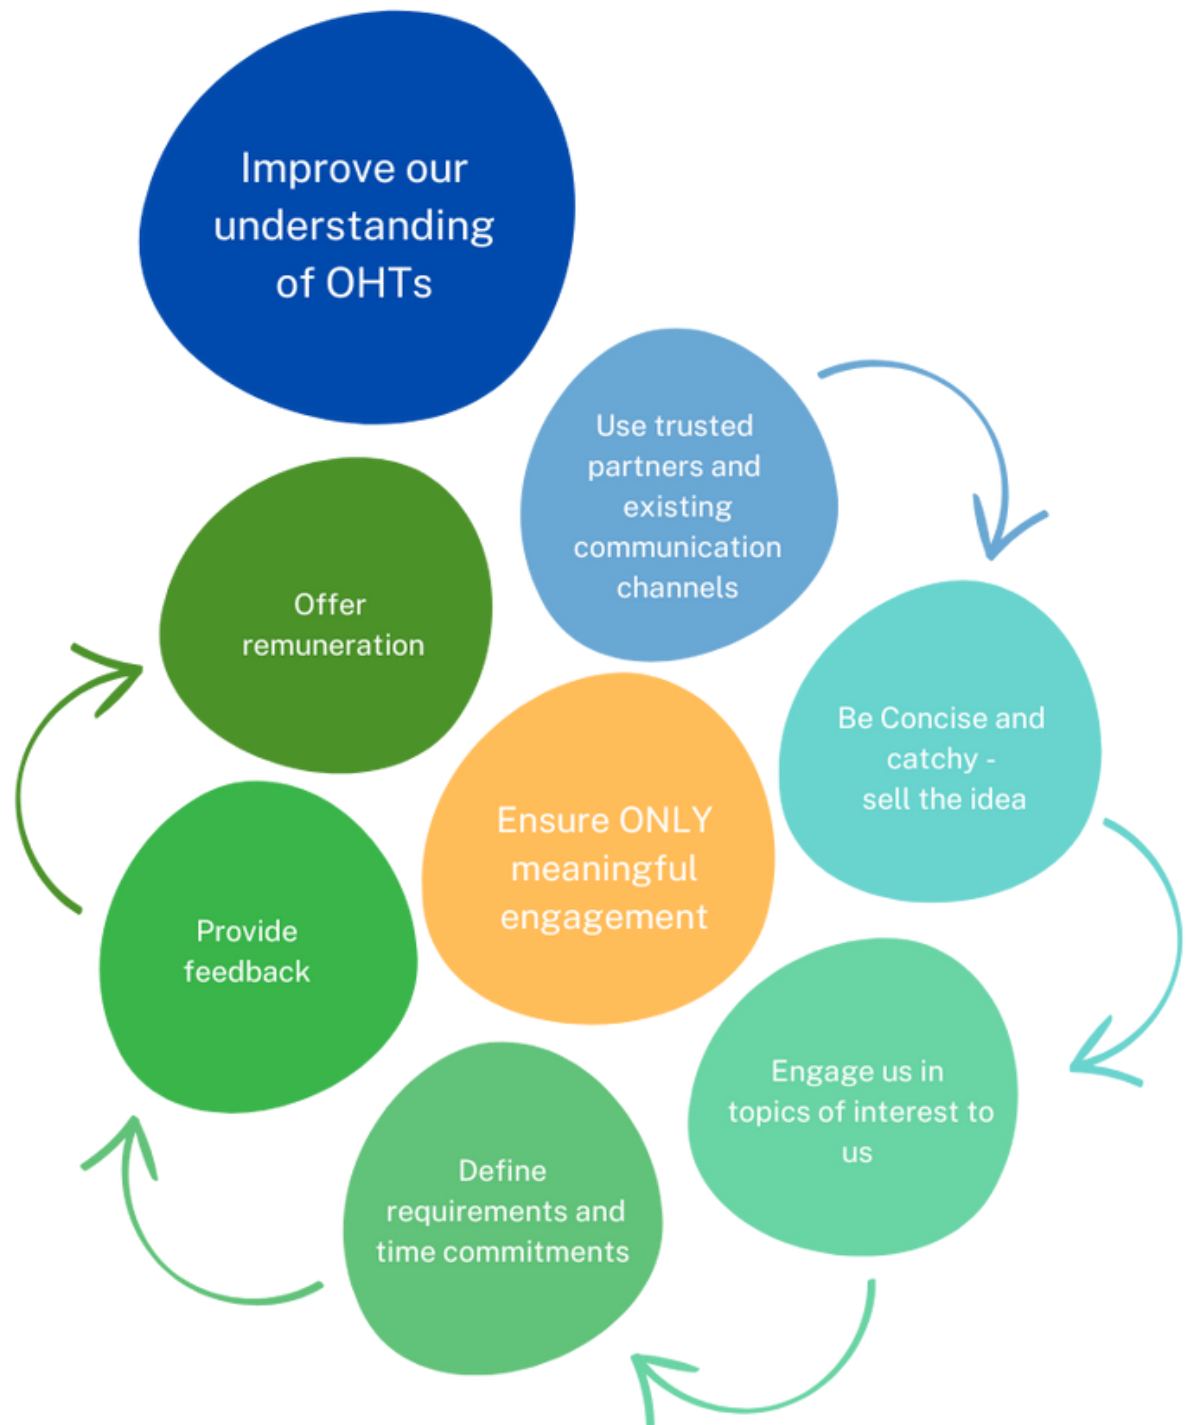 Improve our
understanding
of OHTs
Use trusted
partners and
existing
communication
channels
Be Concise and
catchy -
sell the idea
Engage us in
topics of interest to
us
Define
requirements and
time commitments
Provide
feedback
Offer
remuneration
Ensure ONLY
meaningful
engagement